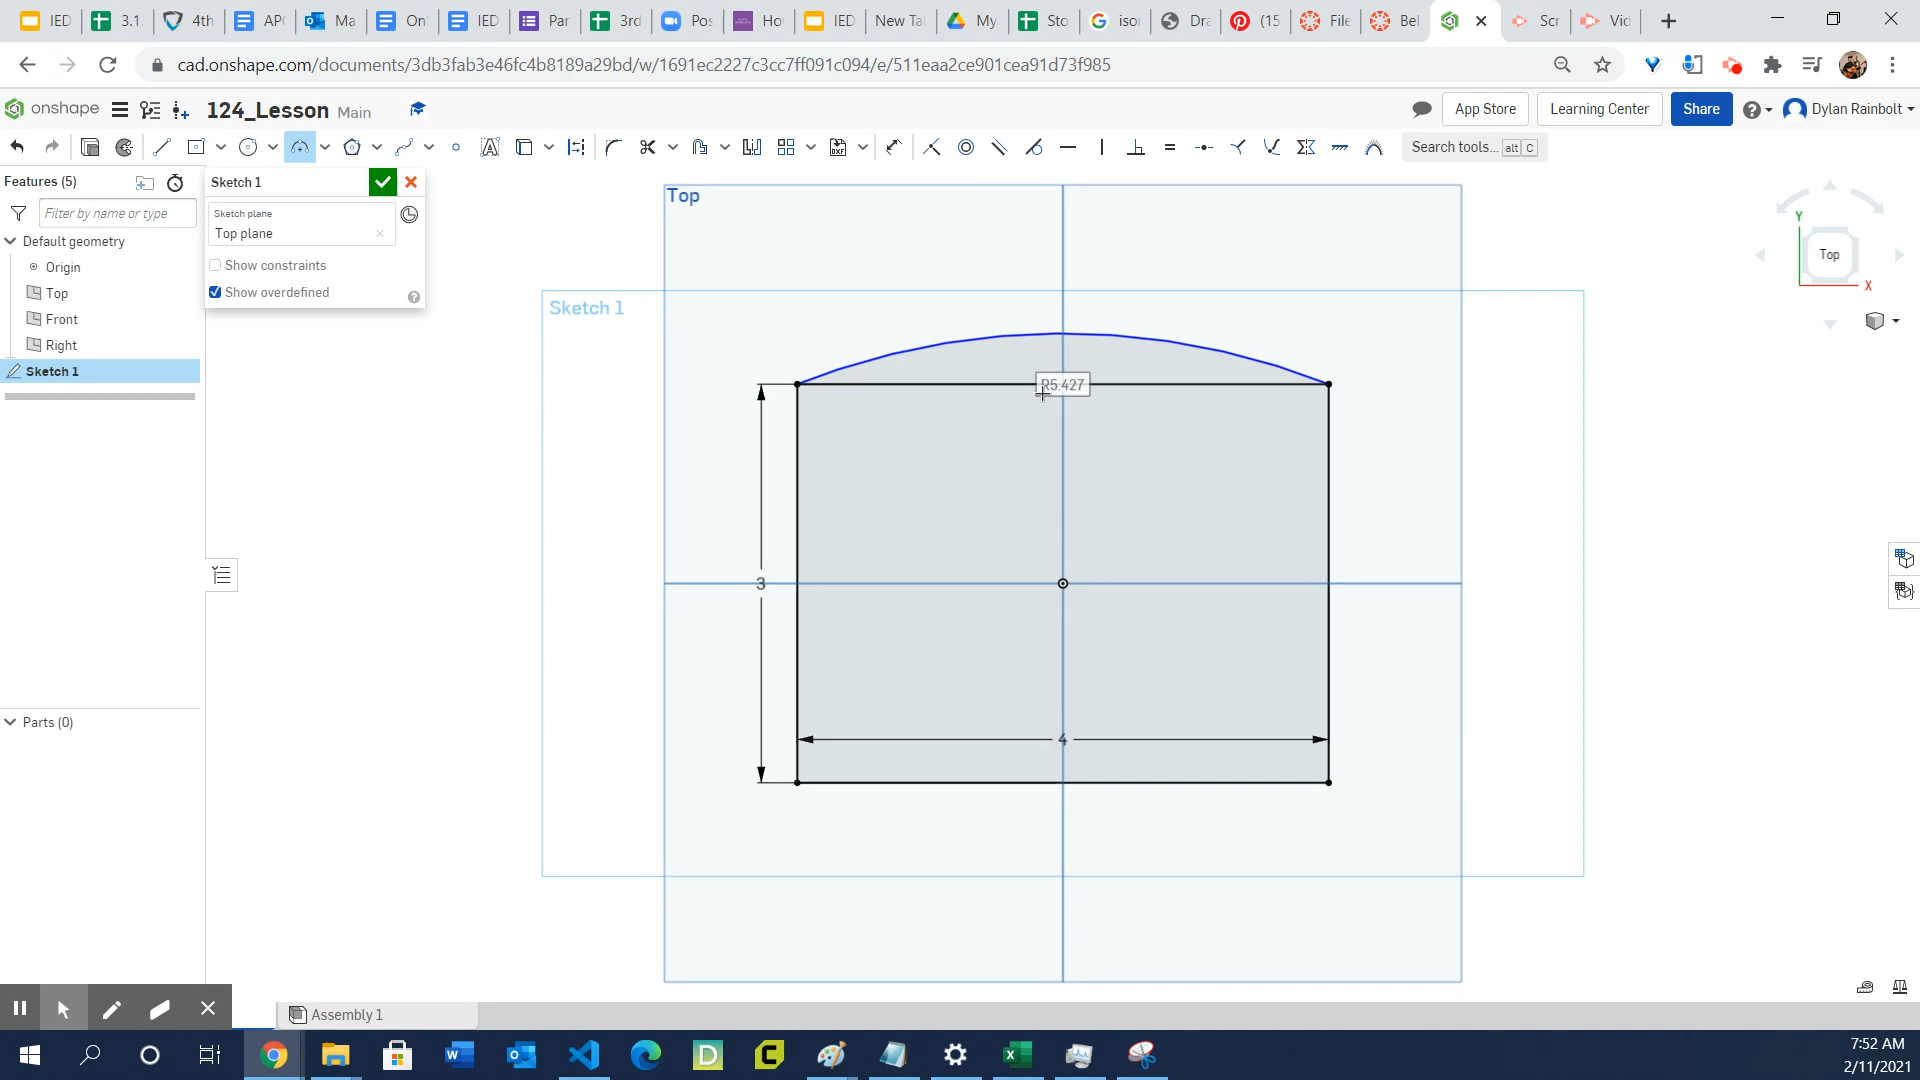 IED
3.1
4th
AP(
Ma
On
IED
Par
3rd
Pos
Ho
IED
New Ta
My
Sto
isor
Dra
(15
File
Bel
Scr
Vid
cad.onshape.com/documents/3db3fab3e46fc4b8189a29bd/w/1691ec2227c3cc7ff091c094/e/511eaa2ce901cea91d73f985
onshape
124_Lesson Main
App Store
Learning Center
Share
Dylan Rainbolt
Search tools... alt C
Features (5)
Filter by name or type
Default geometry
Origin
Top
Front
Right
Sketch 1
Parts (0)
Sketch 1
Sketch plane
Top plane
Show constraints
Show overdefined
Top
Sketch 1
R5.427
3
4
Y
Top
X
Assembly 1
7:52 AM
2/11/2021